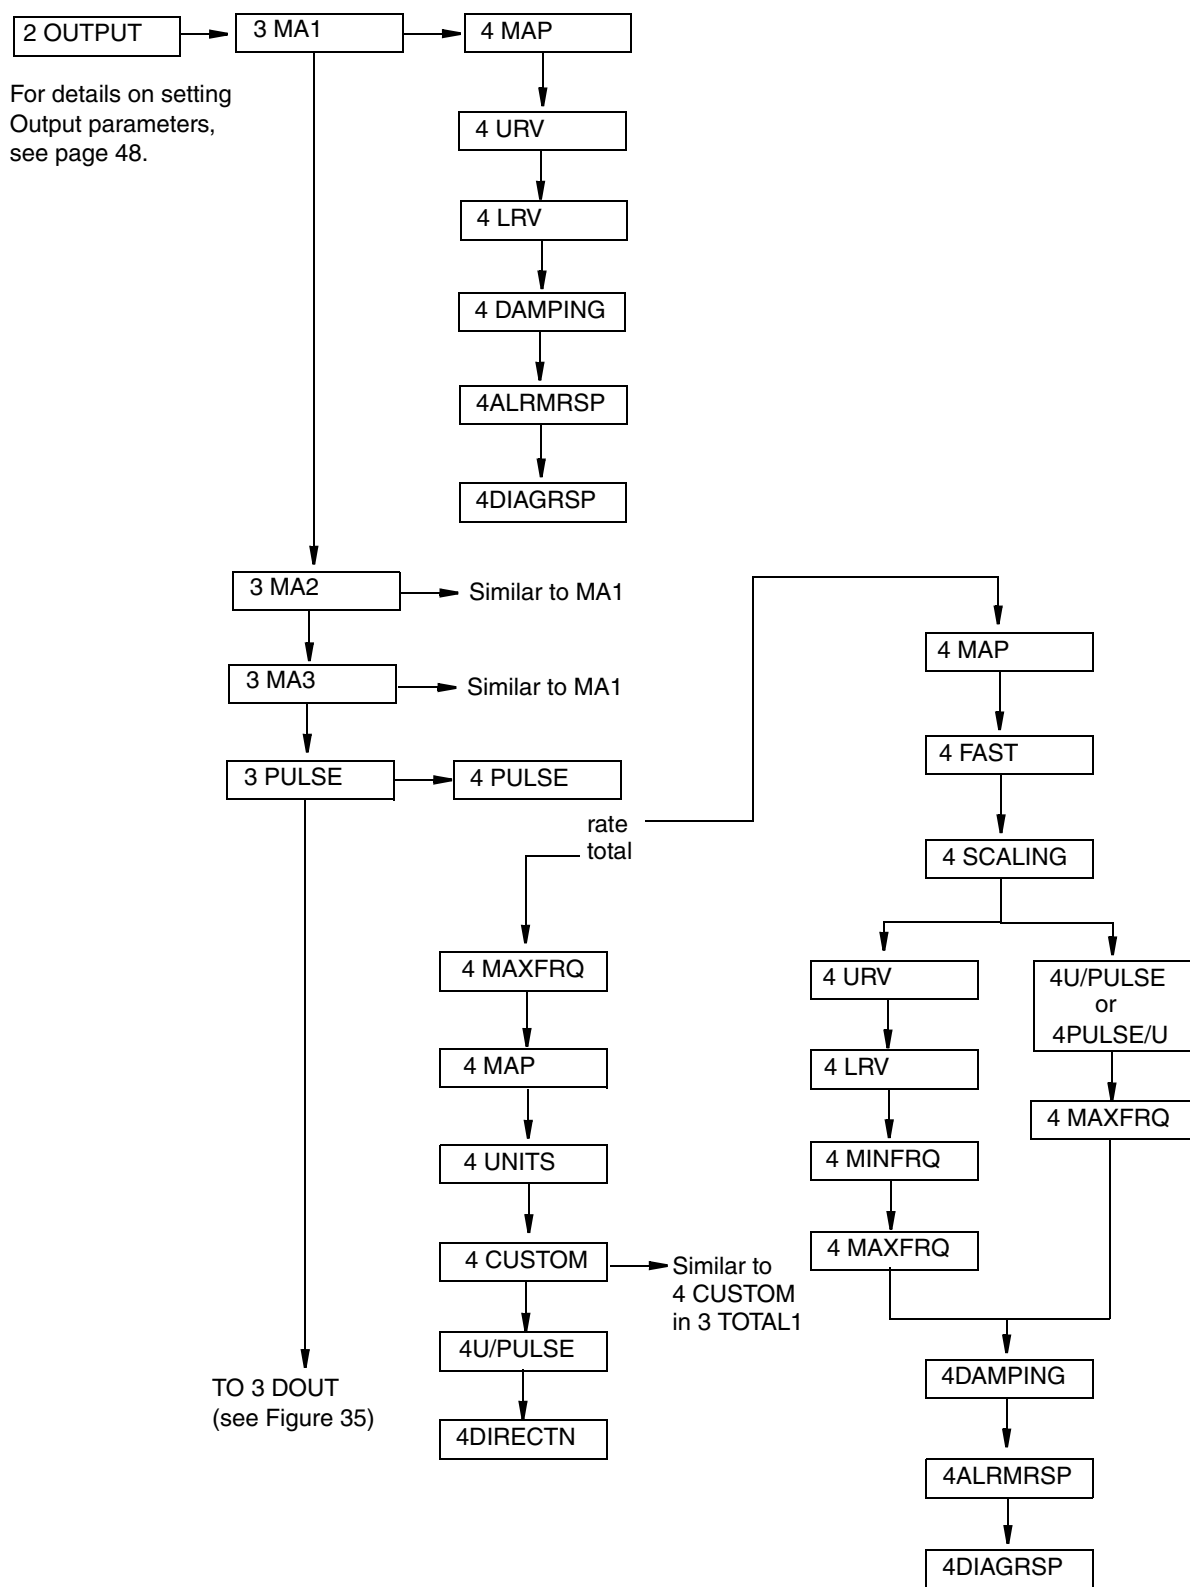 2 OUTPUT
3 MA1
4 MAP
For details on setting
Output parameters,
see page 48.
4 URV
4 LRV
4 DAMPING
4ALRMRSP
4DIAGRSP
3 MA2
Similar to MA1
3 MA3
Similar to MA1
3 PULSE
4 PULSE
rate
total
4 MAXFRQ
4 MAP
4 UNITS
4 CUSTOM
Similar to
4 CUSTOM
in 3 TOTAL1
4U/PULSE
4DIRECTN
TO 3 DOUT
(see Figure 35)
4 MAP
4 FAST
4 SCALING
4 URV
4 LRV
4 MINFRQ
4 MAXFRQ
4U/PULSE
or
4PULSE/U
4 MAXFRQ
4DAMPING
4ALRMRSP
4DIAGRSP